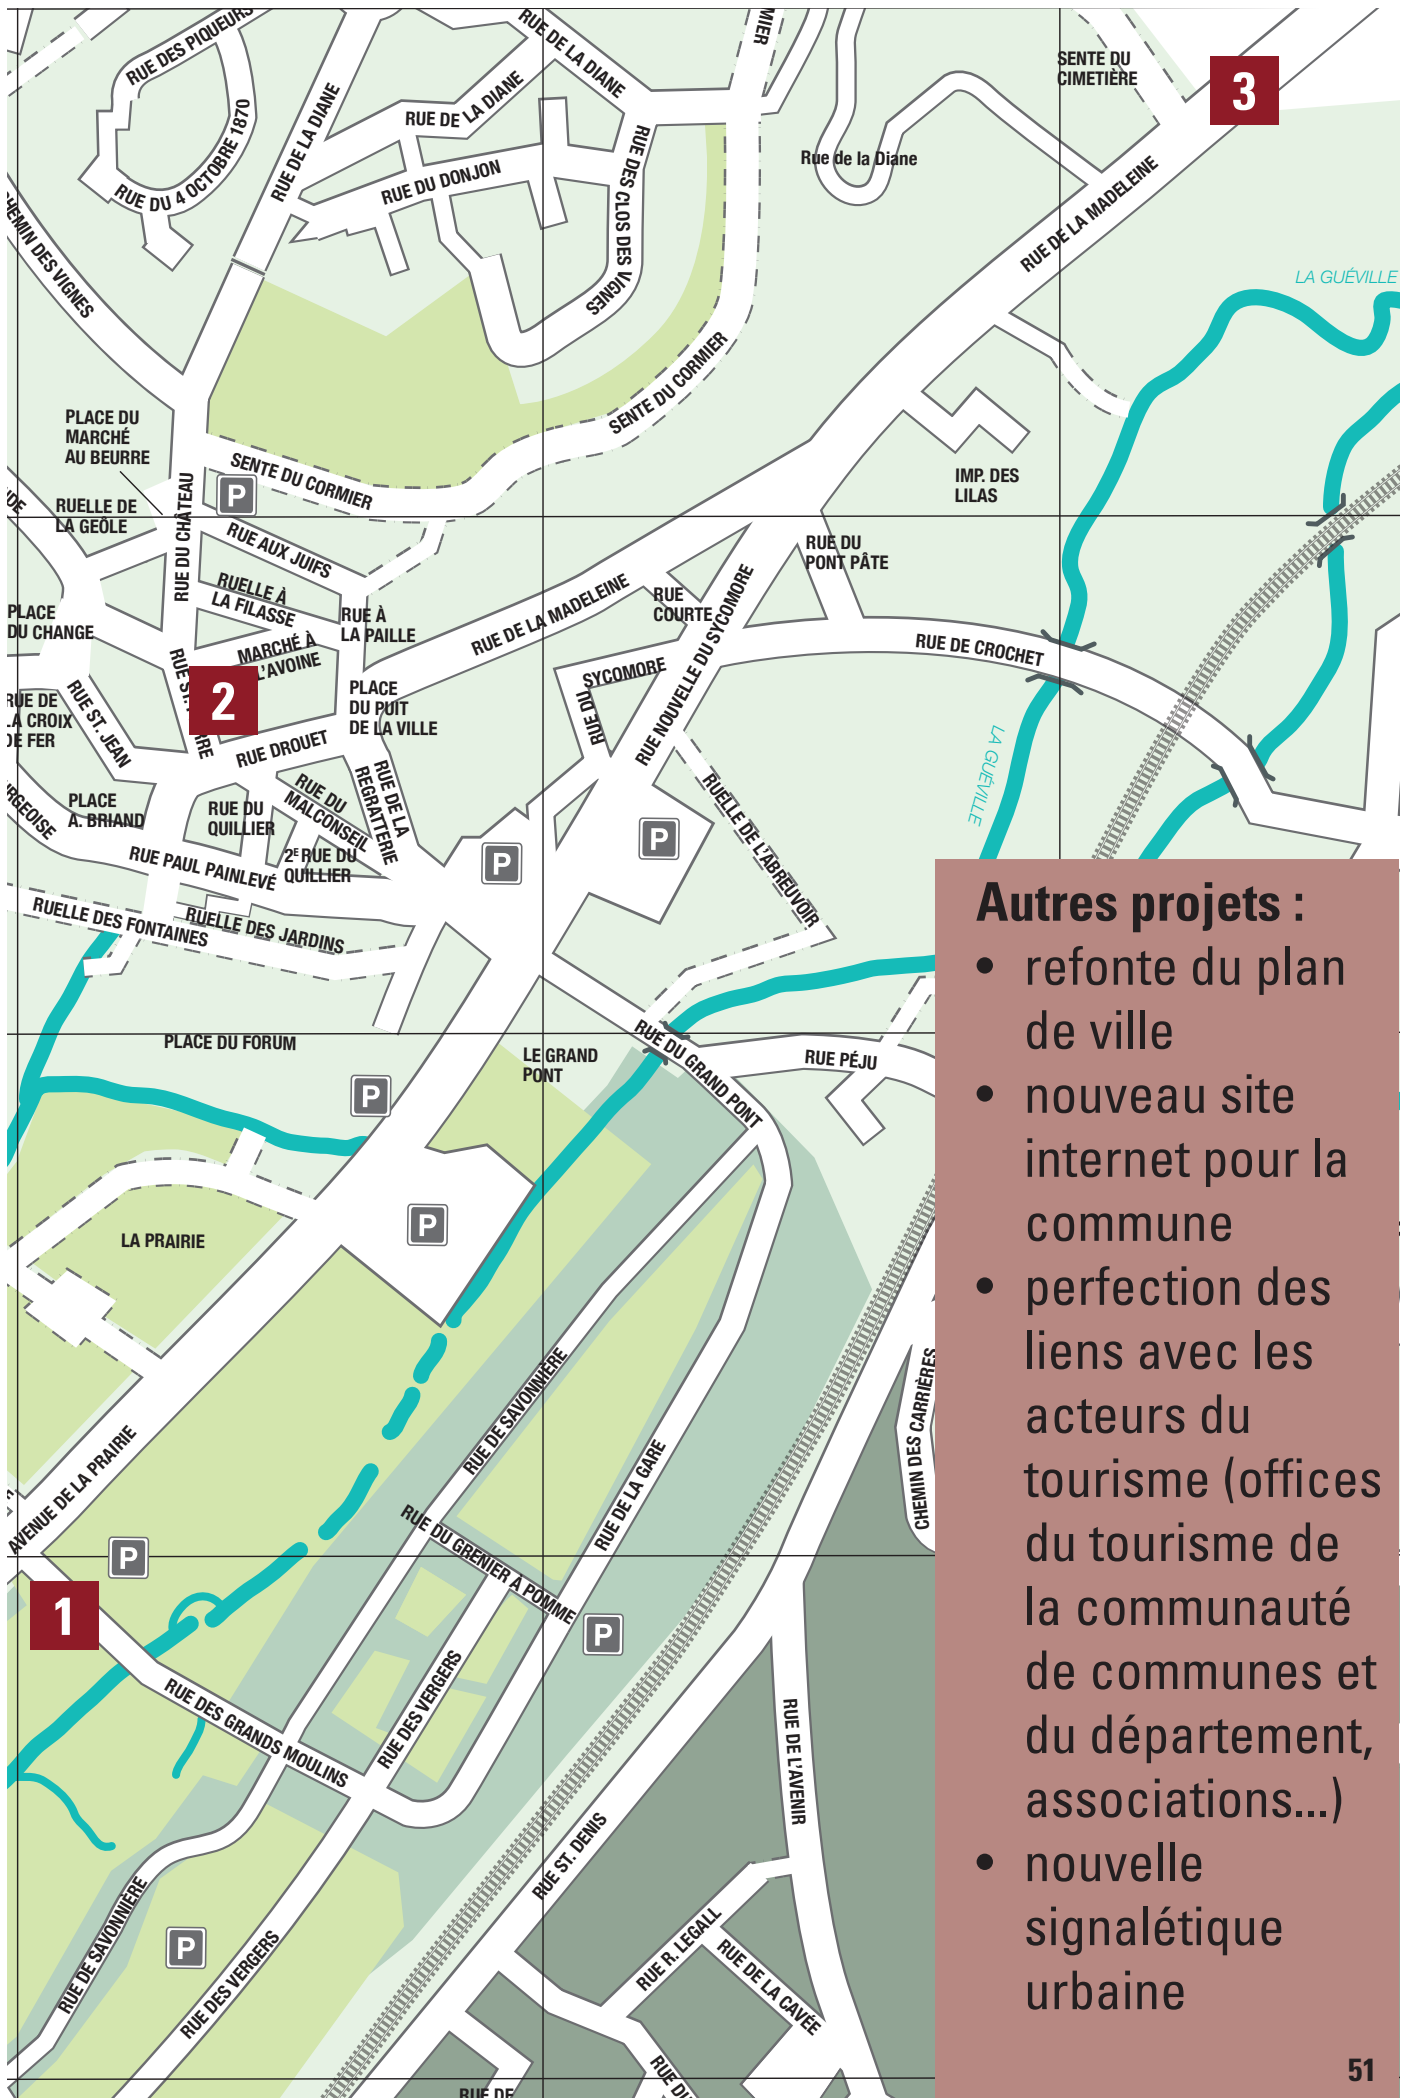 RUE DES PIQUEURS
RUE DE LA DIANE
MIER
SENTE DU
CIMETIÈRE
3
RUE DU 4 OCTOBRE 1870
RUE DE LA DIANE
RUE DE LA DIANE
RUE DU DONJON
RUE DES CLOS DES VIGNES
Rue de la Diane
RUE DE LA MADELEINE
LA GUÉVILLE
HEMIN DES VIGNES
SENTE DU CORMIER
PLACE DU
MARCHÉ
AU BEURRE
SENTE DU CORMIER
P
IMP. DES
LILAS
RUELLE DE
LA GEÔLE
RUE DU CHÂTEAU
RUE AUX JUIFS
RUELLE À
LA FILASSE
RUE À
LA PAILLE
RUE DE LA MADELEINE
RUE
COURTE
RUE DU
PONT PÂTE
PLACE
DU CHANGE
MARCHÉ À
L'AVOINE
RUE DE CROCHET
RUE DU
SYCOMORE
RUE NOUVELLE DU SYCOMORE
2
PLACE
DU PUIT
DE LA VILLE
RUE DE
LA CROIX
DE FER
RUE ST. JEAN
RUE DROUET
LA GUÉVILLE
PLACE
A. BRIAND
RGEOISE
RUE DU
QUILLIER
RUE DU
MALCONSEIL
RUE DE LA
REGRATTERIE
RUELLE DE L'ABREUVOIR
P
P
RUE PAUL PAINLEVÉ
2E RUE DU
QUILLIER
RUELLE DES FONTAINES
RUELLE DES JARDINS
PLACE DU FORUM
LE GRAND
PONT
RUE DU GRAND PONT
RUE PÉJU
P
P
LA PRAIRIE
RUE DE SAVONNIÈRE
CHEMIN DES CARRIÈRES
AVENUE DE LA PRAIRIE
RUE DE LA GARE
RUE DU GRENIER À POMME
P
1
P
RUE DES GRANDS MOULINS
RUE DES VERGERS
RUE DE L'AVENIR
RUE ST. DENIS
RUE DE SAVONNIÈRE
P
RUE DES VERGERS
RUE R. LEGALL
RUE DE LA CAVÉE
RUE DE
RUE DU
Autres projets :
• refonte du plan
de ville
• nouveau site
internet pour la
commune
• perfection des
liens avec les
acteurs du
tourisme (offices
du tourisme de
la communauté
de communes et
du département,
associations...)
• nouvelle
signalétique
urbaine
51